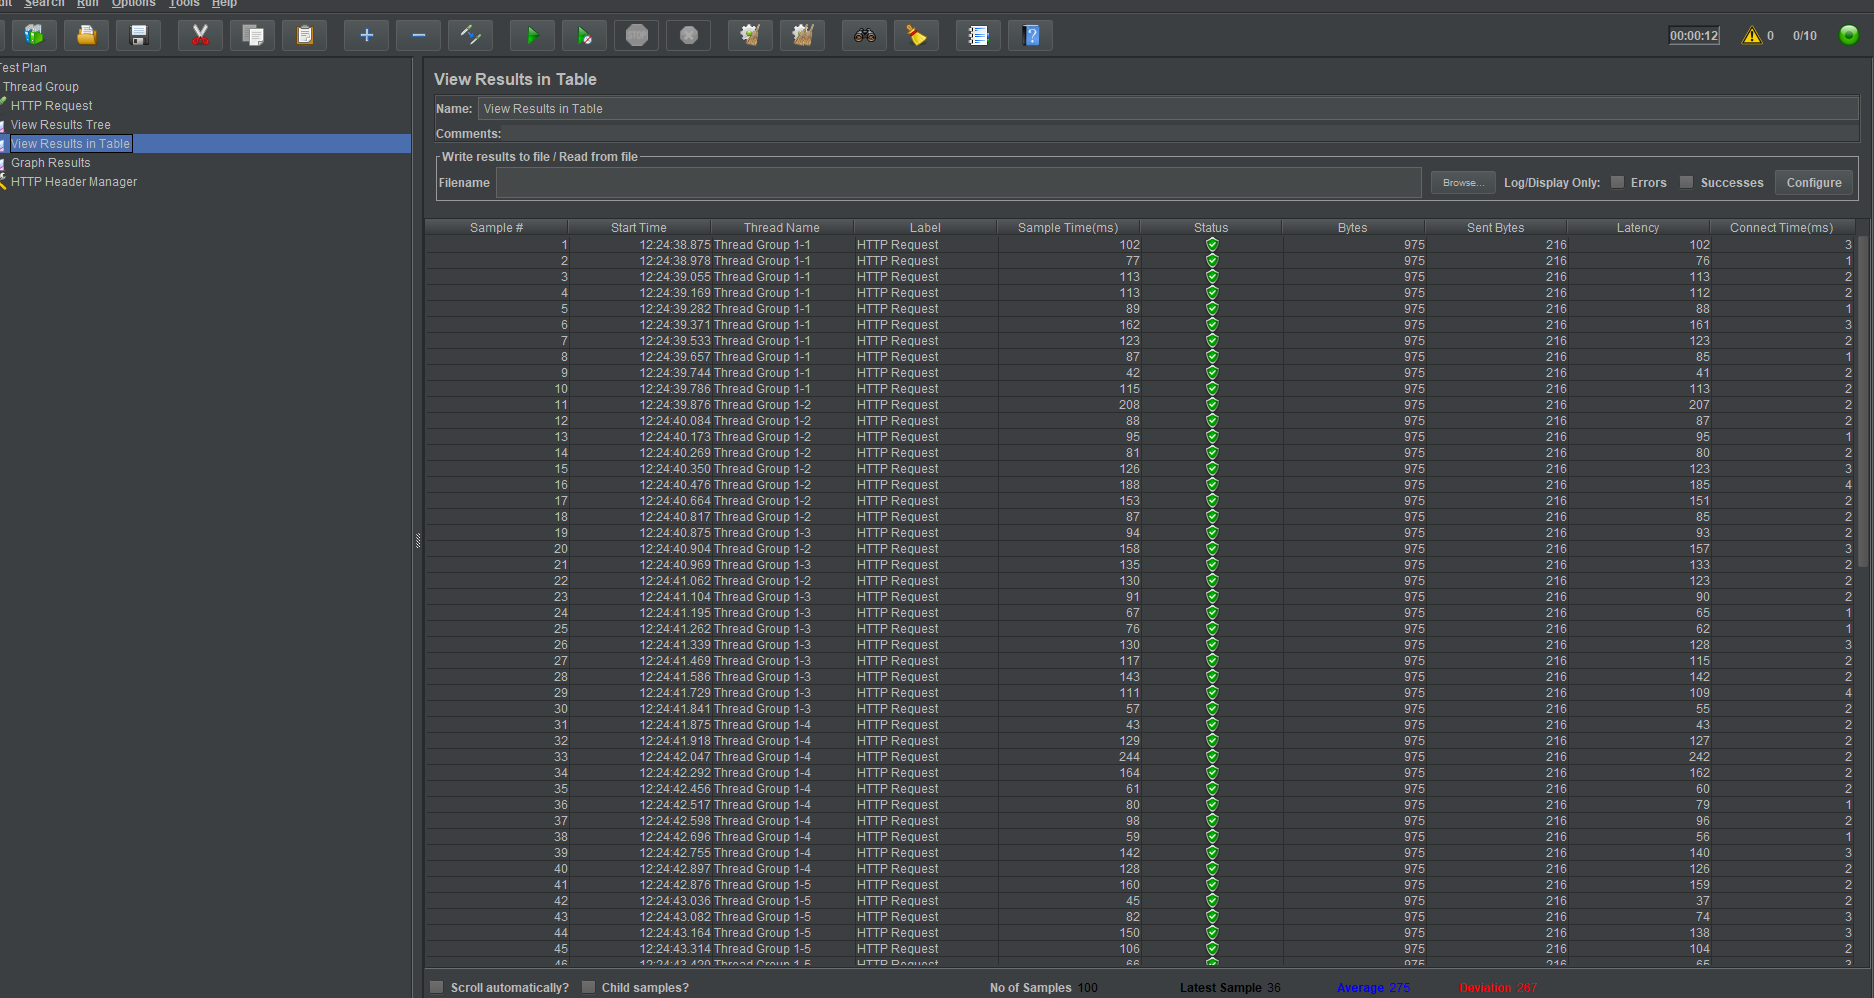 Search Run Options Tools Help
STOP
00:00:12 0 0/10
Test Plan
Thread Group
HTTP Request
View Results Tree
View Results in Table
Graph Results
HTTP Header Manager
View Results in Table
Name: View Results in Table
Comments:
Write results to file / Read from file
Filename Browse... Log/Display Only: Errors Successes Configure
Sample # Start Time Thread Name Label Sample Time(ms) Status Bytes Sent Bytes Latency Connect Time(ms)
1 12:24:38.875 Thread Group 1-1 HTTP Request 102 975 216 102 3
2 12:24:38.978 Thread Group 1-1 HTTP Request 77 975 216 76 1
3 12:24:39.055 Thread Group 1-1 HTTP Request 113 975 216 113 2
4 12:24:39.169 Thread Group 1-1 HTTP Request 113 975 216 112 2
5 12:24:39.282 Thread Group 1-1 HTTP Request 89 975 216 88 1
6 12:24:39.371 Thread Group 1-1 HTTP Request 162 975 216 161 3
7 12:24:39.533 Thread Group 1-1 HTTP Request 123 975 216 123 2
8 12:24:39.657 Thread Group 1-1 HTTP Request 87 975 216 85 1
9 12:24:39.744 Thread Group 1-1 HTTP Request 42 975 216 41 2
10 12:24:39.786 Thread Group 1-1 HTTP Request 115 975 216 113 2
11 12:24:39.876 Thread Group 1-2 HTTP Request 208 975 216 207 2
12 12:24:40.084 Thread Group 1-2 HTTP Request 88 975 216 87 2
13 12:24:40.173 Thread Group 1-2 HTTP Request 95 975 216 95 1
14 12:24:40.269 Thread Group 1-2 HTTP Request 81 975 216 80 2
15 12:24:40.350 Thread Group 1-2 HTTP Request 126 975 216 123 3
16 12:24:40.476 Thread Group 1-2 HTTP Request 188 975 216 185 4
17 12:24:40.664 Thread Group 1-2 HTTP Request 153 975 216 151 2
18 12:24:40.817 Thread Group 1-2 HTTP Request 87 975 216 85 2
19 12:24:40.875 Thread Group 1-3 HTTP Request 94 975 216 93 2
20 12:24:40.904 Thread Group 1-2 HTTP Request 158 975 216 157 3
21 12:24:40.969 Thread Group 1-3 HTTP Request 135 975 216 133 2
22 12:24:41.062 Thread Group 1-2 HTTP Request 130 975 216 123 2
23 12:24:41.104 Thread Group 1-3 HTTP Request 91 975 216 90 2
24 12:24:41.195 Thread Group 1-3 HTTP Request 67 975 216 65 1
25 12:24:41.262 Thread Group 1-3 HTTP Request 76 975 216 62 1
26 12:24:41.339 Thread Group 1-3 HTTP Request 130 975 216 128 3
27 12:24:41.469 Thread Group 1-3 HTTP Request 117 975 216 115 2
28 12:24:41.586 Thread Group 1-3 HTTP Request 143 975 216 142 2
29 12:24:41.729 Thread Group 1-3 HTTP Request 111 975 216 109 4
30 12:24:41.841 Thread Group 1-3 HTTP Request 57 975 216 55 2
31 12:24:41.875 Thread Group 1-4 HTTP Request 43 975 216 43 2
32 12:24:41.918 Thread Group 1-4 HTTP Request 129 975 216 127 2
33 12:24:42.047 Thread Group 1-4 HTTP Request 244 975 216 242 2
34 12:24:42.292 Thread Group 1-4 HTTP Request 164 975 216 162 2
35 12:24:42.456 Thread Group 1-4 HTTP Request 61 975 216 60 2
36 12:24:42.517 Thread Group 1-4 HTTP Request 80 975 216 79 1
37 12:24:42.598 Thread Group 1-4 HTTP Request 98 975 216 96 2
38 12:24:42.696 Thread Group 1-4 HTTP Request 59 975 216 56 1
39 12:24:42.755 Thread Group 1-4 HTTP Request 142 975 216 140 3
40 12:24:42.897 Thread Group 1-4 HTTP Request 128 975 216 126 2
41 12:24:42.876 Thread Group 1-5 HTTP Request 160 975 216 159 2
42 12:24:43.036 Thread Group 1-5 HTTP Request 45 975 216 37 2
43 12:24:43.082 Thread Group 1-5 HTTP Request 82 975 216 74 3
44 12:24:43.164 Thread Group 1-5 HTTP Request 150 975 216 138 3
45 12:24:43.314 Thread Group 1-5 HTTP Request 106 975 216 104 2
46 12:24:43.420 Thread Group 1-5 HTTP Request 66 975 216 65
Scroll automatically? Child samples? No of Samples 100 Latest Sample 36 Average 275 Deviation 267